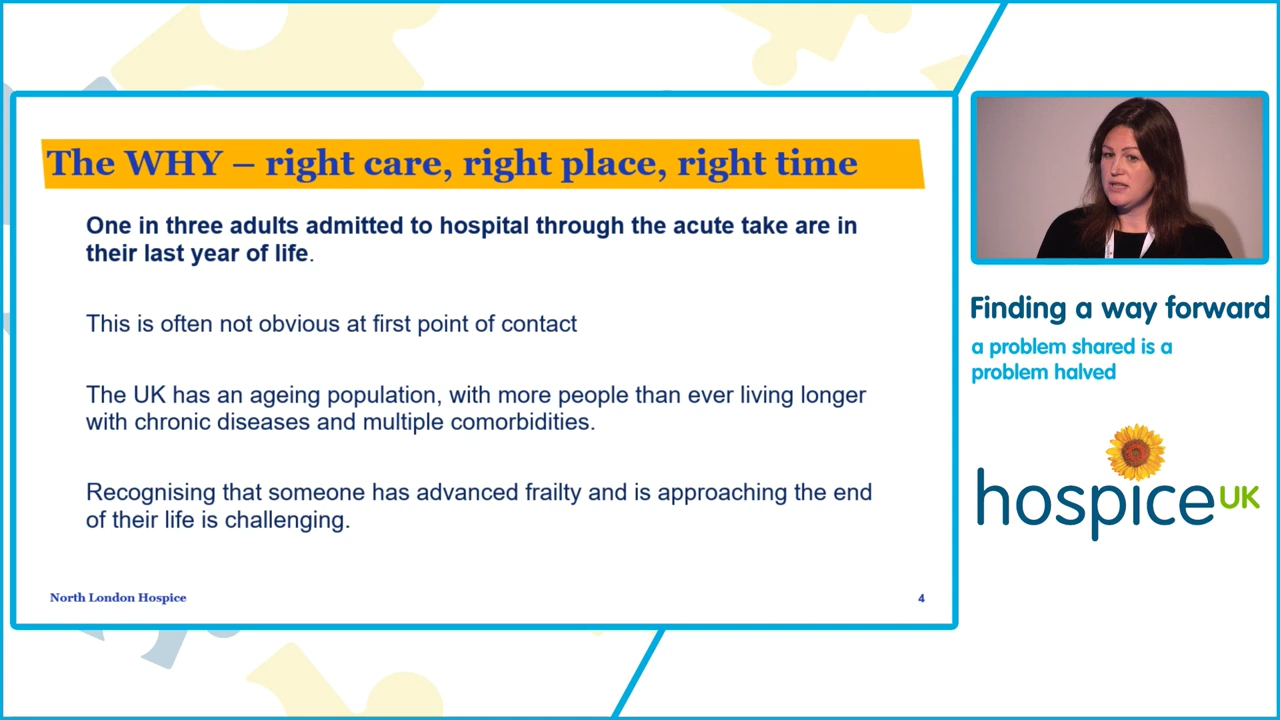 The WHY – right care, right place, right time
One in three adults admitted to hospital through the acute take are in
their last year of life.
This is often not obvious at first point of contact
The UK has an ageing population, with more people than ever living longer
with chronic diseases and multiple comorbidities.
Recognising that someone has advanced frailty and is approaching the end
of their life is challenging.
North London Hospice
4
Finding a way forward
a problem shared is a
problem halved
hospice UK